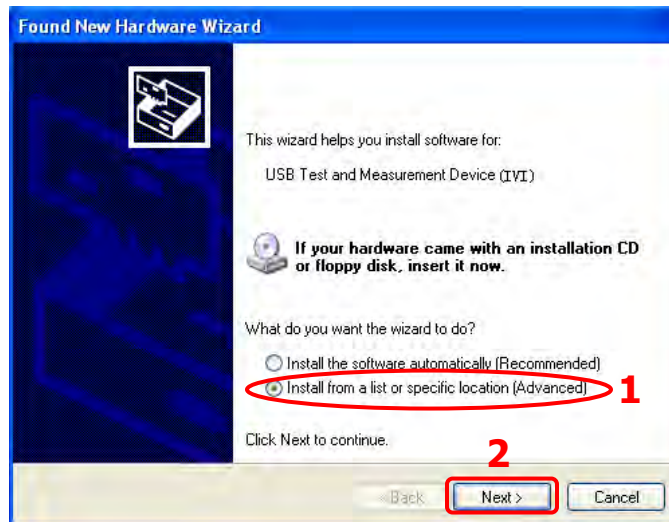 Found New Hardware Wizard
This wizard helps you install software for:
USB Test and Measurement Device (IVI)
If your hardware came with an installation CD
or floppy disk, insert it now.
What do you want the wizard to do?
Install the software automatically (Recommended)
Install from a list or specific location (Advanced)
1
Click Next to continue.
2
Back
Next >
Cancel